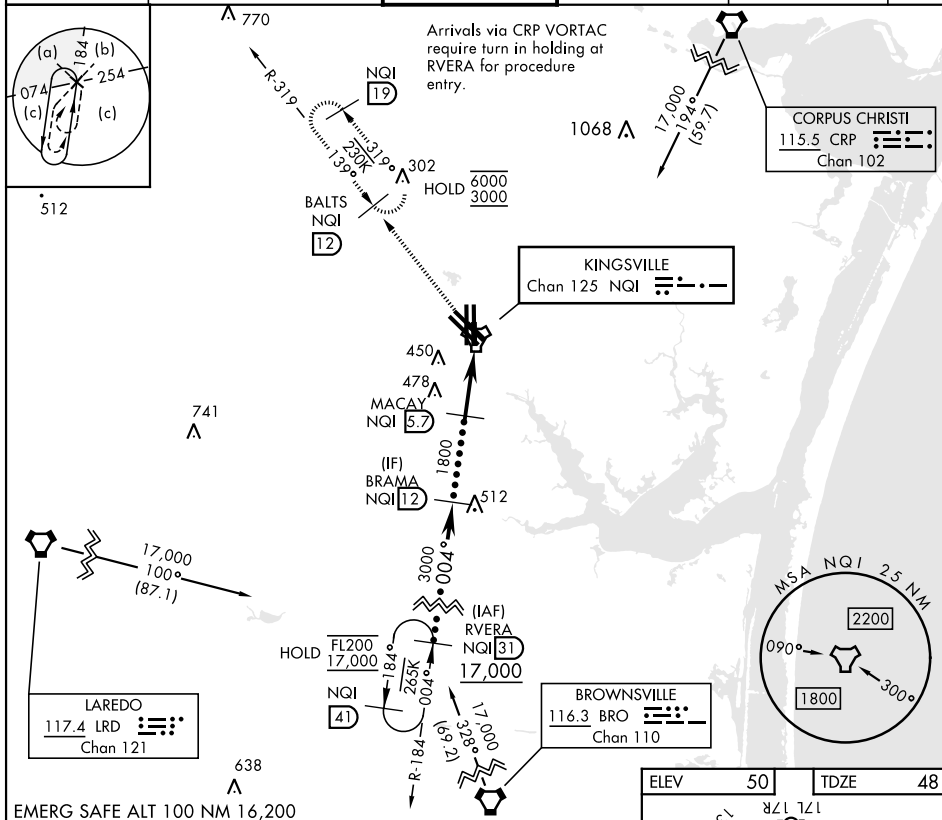 770
Arrivals via CRP VORTAC
require turn in holding at
RVERA for procedure
entry.
(a)
184
(b)
074
254
(c)
(c)
512
R-319
NQI
19
319°
230K
139°
302
HOLD 6000
3000
BALTS
NQI
12
1068
17,000
194°
(59.7)
CORPUS CHRISTI
115.5 CRP
Chan 102
KINGSVILLE
Chan 125 NQI
450
478
MACAY
NQI 5.7
741
1800
(IF)
BRAMA
NQI 12
512
17,000
100°
(87.1)
3000
004°
(IAF)
RVERA
NQI 31
17,000
HOLD FL200
17,000
184°
265K
004°
NQI
41
R-184
LAREDO
117.4 LRD
Chan 121
17,000
328°
(69.2)
BROWNSVILLE
116.3 BRO
Chan 110
MSA NQI 25 NM
2200
090°
1800
300°
638
EMERG SAFE ALT 100 NM 16,200
ELEV 50
TDZE 48
17L 17R